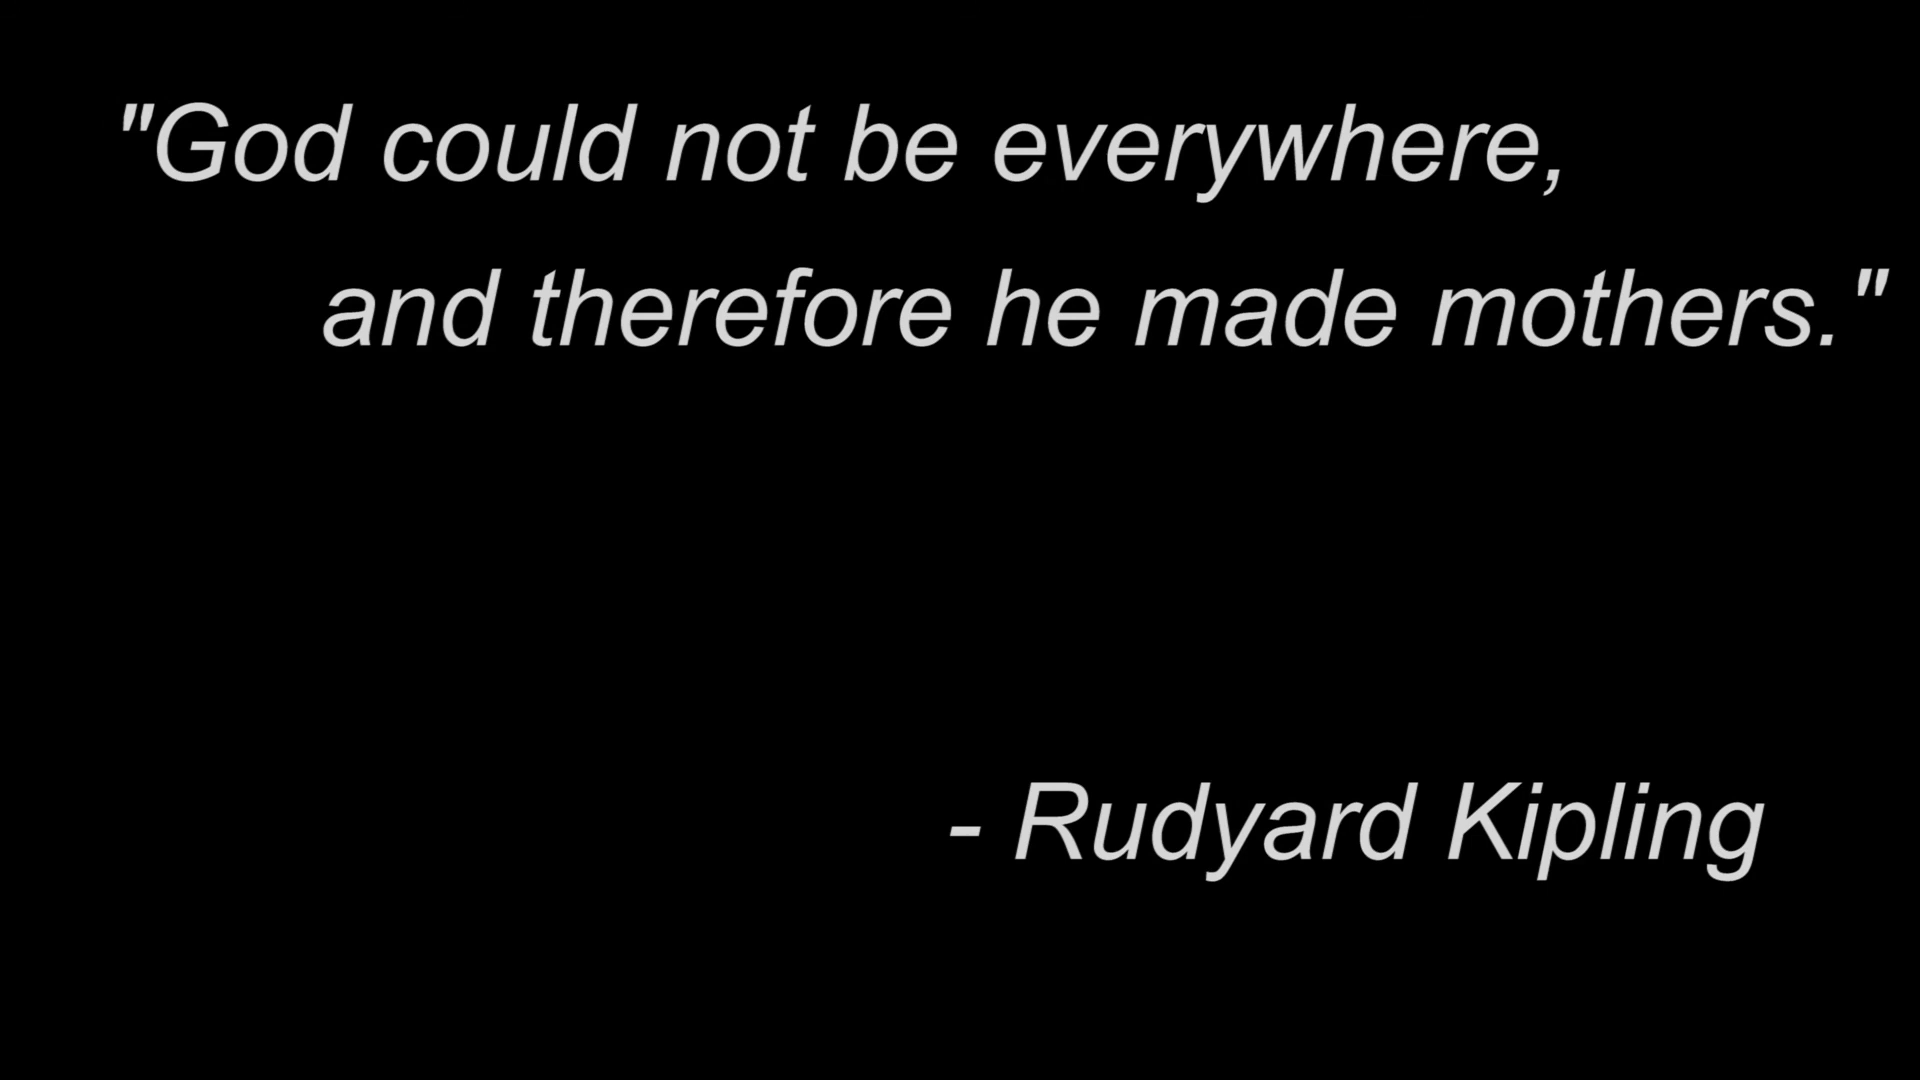 "God could not be everywhere,
and therefore he made mothers."
- Rudyard Kipling